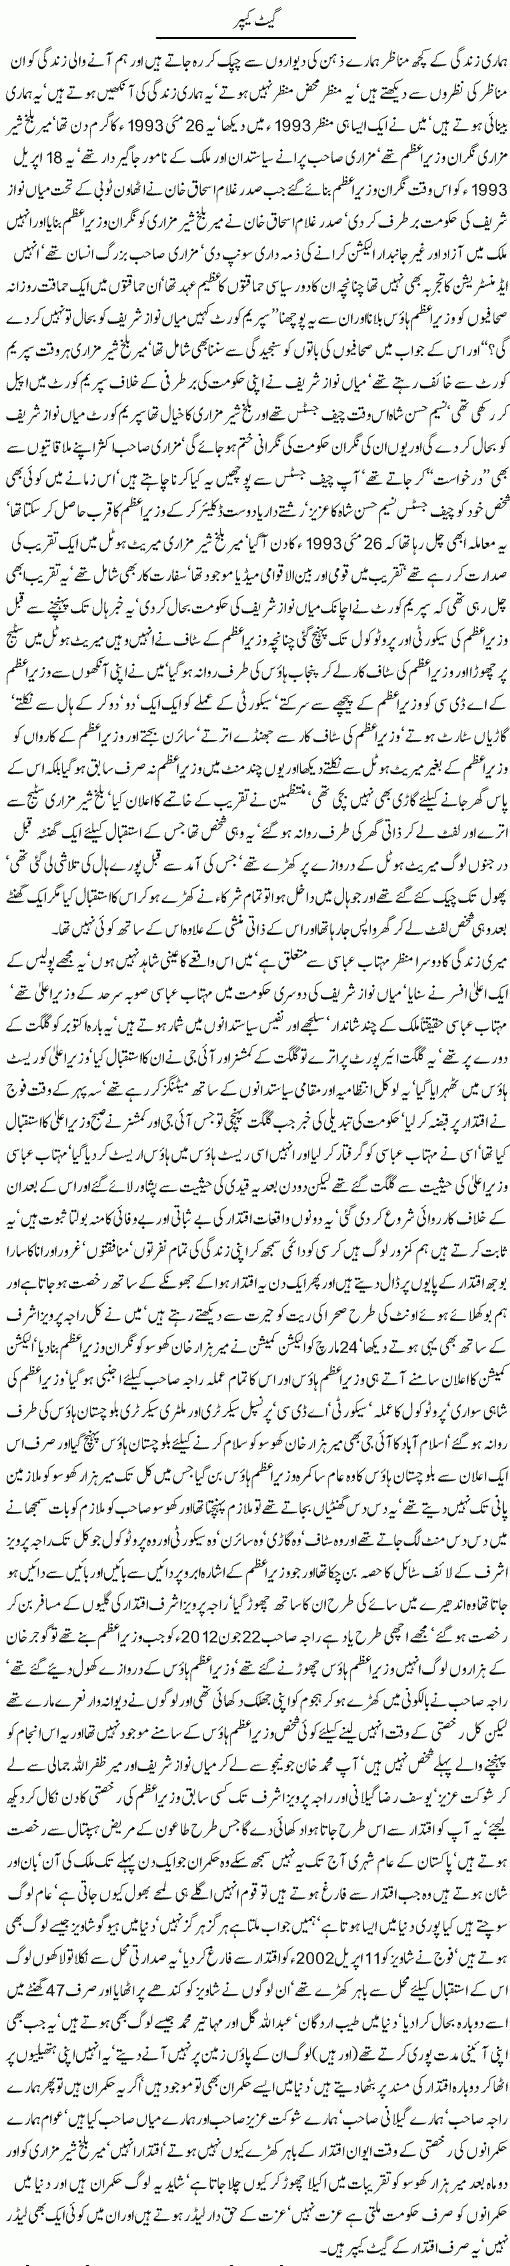 گیٹ کیپر
ہماری زندگی کے کچھ مناظر ہمارے ذہن کی دیواروں سے چپک کر رہ جاتے ہیں اور ہم آنے والی زندگی کو ان
مناظر کی نظروں سے دیکھتے ہیں‘ یہ منظر محض منظر نہیں ہوتے‘ یہ ہماری زندگی کی آنکھیں ہوتے ہیں‘ یہ ہماری
بینائی ہوتے ہیں‘ میں نے ایک ایسا ہی منظر 1993ء میں دیکھا‘ یہ 26 مئی 1993ء کا گرم دن تھا‘ میر بلخ شیر
مزاری نگران وزیراعظم تھے‘ مزاری صاحب پرانے سیاستدان اور ملک کے نامور جاگیردار تھے‘ یہ 18 اپریل
1993ء کو اس وقت نگران وزیراعظم بنائے گئے جب صدر غلام اسحاق خان نے اٹھاون ٹوبی کے تحت میاں نواز
شریف کی حکومت برطرف کر دی‘ صدر غلام اسحاق خان نے میر بلخ شیر مزاری کو نگران وزیراعظم بنایا اور انہیں
ملک میں آزاد اور غیر جانبدار الیکشن کرانے کی ذمہ داری سونپ دی‘ مزاری صاحب بزرگ انسان تھے‘ انہیں
ایڈمنسٹریشن کا تجربہ بھی نہیں تھا چنانچہ ان کا دور سیاسی حماقتوں کا عظیم عہد تھا‘ ان حماقتوں میں ایک حماقت روزانہ
صحافیوں کو وزیراعظم ہاؤس بلانا اور ان سے یہ پوچھنا ’’سپریم کورٹ کہیں میاں نواز شریف کو بحال تو نہیں کر دے
گی؟‘‘ اور اس کے جواب میں صحافیوں کی باتوں کو سنجیدگی سے سننا بھی شامل تھا‘ میر بلخ شیر مزاری ہر وقت سپریم
کورٹ سے خائف رہتے تھے‘ میاں نواز شریف نے اپنی حکومت کی برطرفی کے خلاف سپریم کورٹ میں اپیل
کر رکھی تھی‘ نسیم حسن شاہ اس وقت چیف جسٹس تھے اور بلخ شیر مزاری کا خیال تھا سپریم کورٹ میاں نواز شریف
کو بحال کر دے گی اور یوں ان کی نگران حکومت کی نگرانی ختم ہو جائے گی‘ مزاری صاحب اکثر اپنے ملاقاتیوں سے
بھی ’’درخواست‘‘ کر جاتے تھے‘ آپ چیف جسٹس سے پوچھیں یہ کیا کرنا چاہتے ہیں‘ اس زمانے میں کوئی بھی
شخص خود کو چیف جسٹس نسیم حسن شاہ کا عزیز‘ رشتے دار یا دوست ڈکلیئر کر کے وزیراعظم کا قرب حاصل کر سکتا تھا‘
یہ معاملہ ابھی چل رہا تھا کہ 26 مئی 1993ء کا دن آ گیا‘ میر بلخ شیر مزاری میریٹ ہوٹل میں ایک تقریب کی
صدارت کر رہے تھے‘ تقریب میں قومی اور بین الاقوامی میڈیا موجود تھا‘ سفارت کار بھی شامل تھے‘ یہ تقریب ابھی
چل رہی تھی کہ سپریم کورٹ نے اچانک میاں نواز شریف کی حکومت بحال کر دی‘ یہ خبر ہال تک پہنچنے سے قبل
وزیراعظم کی سیکورٹی اور پروٹوکول تک پہنچ گئی چنانچہ وزیراعظم کے سٹاف نے انہیں وہیں میریٹ ہوٹل میں سٹیج
پر چھوڑا اور وزیراعظم کی سٹاف کار لے کر پنجاب ہاؤس کی طرف روانہ ہو گیا‘ میں نے اپنی آنکھوں سے وزیراعظم
کے اے ڈی سی کو وزیراعظم کے پیچھے سے سرکتے‘ سیکورٹی کے عملے کو ایک ایک‘ دو‘ دو کر کے ہال سے نکلتے‘
گاڑیاں سٹارٹ ہوتے‘ وزیراعظم کی سٹاف کار سے جھنڈے اترتے‘ سائرن بجتے اور وزیراعظم کے کارواں کو
وزیراعظم کے بغیر میریٹ ہوٹل سے نکلتے دیکھا اور یوں چند منٹ میں وزیراعظم نہ صرف سابق ہو گیا بلکہ اس کے
پاس گھر جانے کیلئے گاڑی بھی نہیں بچی تھی‘ منتظمین نے تقریب کے خاتمے کا اعلان کیا‘ بلخ شیر مزاری سٹیج سے
اترے اور لفٹ لے کر ذاتی گھر کی طرف روانہ ہو گئے‘ یہ وہی شخص تھا جس کے استقبال کیلئے ایک گھنٹہ قبل
درجنوں لوگ میریٹ ہوٹل کے دروازے پر کھڑے تھے‘ جس کی آمد سے قبل پورے ہال کی تلاشی لی گئی تھی‘
پھول تک چیک کئے گئے تھے اور جو ہال میں داخل ہوا تو تمام شرکاء نے کھڑے ہو کر اس کا استقبال کیا مگر ایک گھنٹے
بعد وہی شخص لفٹ لے کر گھر واپس جا رہا تھا اور اس کے ذاتی منشی کے علاوہ اس کے ساتھ کوئی نہیں تھا۔
میری زندگی کا دوسرا منظر مہتاب عباسی سے متعلق ہے‘ میں اس واقعے کا عینی شاہد نہیں ہوں‘ یہ مجھے پولیس کے
ایک اعلیٰ افسر نے سنایا‘ میاں نواز شریف کی دوسری حکومت میں مہتاب عباسی صوبہ سرحد کے وزیراعلیٰ تھے‘
مہتاب عباسی حقیقتاً ملک کے چند شاندار‘ سلجھے اور نفیس سیاستدانوں میں شمار ہوتے ہیں‘ یہ بارہ اکتوبر کو گلگت کے
دورے پر تھے‘ یہ گلگت ائیر پورٹ پر اترے تو گلگت کے کمشنر اور آئی جی نے ان کا استقبال کیا‘ وزیراعلیٰ کو ریسٹ
ہاؤس میں ٹھہرایا گیا‘ یہ لوکل انتظامیہ اور مقامی سیاستدانوں کے ساتھ میٹنگز کر رہے تھے‘ سہ پہر کے وقت فوج
نے اقتدار پر قبضہ کر لیا‘ حکومت کی تبدیلی کی خبر جب گلگت پہنچی تو جس آئی جی اور کمشنر نے صبح وزیراعلیٰ کا استقبال
کیا تھا‘ اسی نے مہتاب عباسی کو گرفتار کر لیا اور انہیں اسی ریسٹ ہاؤس میں ہاؤس اریسٹ کر دیا گیا‘ مہتاب عباسی
وزیراعلیٰ کی حیثیت سے گلگت گئے تھے لیکن دو دن بعد یہ قیدی کی حیثیت سے پشاور لائے گئے اور اس کے بعد ان
کے خلاف کارروائی شروع کر دی گئی‘ یہ دونوں واقعات اقتدار کی بے ثباتی اور بے وفائی کا منہ بولتا ثبوت ہیں‘ یہ
ثابت کرتے ہیں ہم کمزور لوگ ہیں کرسی کو دائمی سمجھ کر اپنی زندگی کی تمام نفرتوں‘ منافقتوں‘ غرور اور انا کا سارا
بوجھ اقتدار کے پایوں پر ڈال دیتے ہیں اور پھر ایک دن یہ اقتدار ہوا کے جھونکے کے ساتھ رخصت ہو جاتا ہے اور
ہم بوکھلائے ہوئے اونٹ کی طرح صحرا کی ریت کو حیرت سے دیکھتے رہتے ہیں‘ میں نے کل راجہ پرویز اشرف
کے ساتھ بھی یہی ہوتے دیکھا‘ 24 مارچ کو الیکشن کمیشن نے میر ہزار خان کھوسو کو نگران وزیراعظم بنا دیا‘ الیکشن
کمیشن کا اعلان سامنے آتے ہی وزیراعظم ہاؤس اور اس کا تمام عملہ راجہ صاحب کیلئے اجنبی ہو گیا‘ وزیراعظم کی
شاہی سواری‘ پروٹوکول کا عملہ‘ سیکورٹی‘ اے ڈی سی‘ پرنسپل سیکرٹری اور ملٹری سیکرٹری بلوچستان ہاؤس کی طرف
روانہ ہو گئے‘ اسلام آباد کا آئی جی بھی میر ہزار خان کھوسو کو سلام کرنے کیلئے بلوچستان ہاؤس پہنچ گیا اور صرف اس
ایک اعلان سے بلوچستان ہاؤس کا وہ عام سا کمرہ وزیراعظم ہاؤس بن گیا جس میں کل تک میر ہزار کھوسو کو ملازمین
پانی تک نہیں دیتے تھے‘ یہ دس دس گھنٹیاں بجاتے تھے تو ملازم پہنچتا تھا اور کھوسو صاحب کو ملازم کو بات سمجھانے
میں دس دس منٹ لگ جاتے تھے اور وہ سٹاف‘ وہ گاڑی‘ وہ سائرن‘ وہ سیکورٹی اور وہ پروٹوکول جو کل تک راجہ پرویز
اشرف کے لائف سٹائل کا حصہ بن چکا تھا اور جو وزیراعظم کے اشارہ ابرو پر دائیں سے بائیں اور بائیں سے دائیں ہو
جاتا تھا وہ اندھیرے میں سائے کی طرح ان کا ساتھ چھوڑ گیا‘ راجہ پرویز اشرف اقتدار کی گلیوں کے مسافر بن کر
رخصت ہو گئے‘ مجھے اچھی طرح یاد ہے راجہ صاحب 22 جون 2012ء کو جب وزیراعظم بنے تھے تو گوجر خان
کے ہزاروں لوگ انہیں وزیراعظم ہاؤس چھوڑنے گئے تھے‘ وزیراعظم ہاؤس کے دروازے کھول دیئے گئے تھے‘
راجہ صاحب نے بالکونی میں کھڑے ہو کر ہجوم کو اپنی جھلک دکھائی تھی اور لوگوں نے دیوانہ وار نعرے مارے تھے
لیکن کل رخصتی کے وقت انہیں لینے کیلئے کوئی شخص وزیراعظم ہاؤس کے سامنے موجود نہیں تھا اور یہ اس انجام کو
پہنچنے والے پہلے شخص نہیں ہیں‘ آپ محمد خان جونیجو سے لے کر میاں نواز شریف اور میر ظفر اللہ جمالی سے لے
کر شوکت عزیز‘ یوسف رضا گیلانی اور راجہ پرویز اشرف تک کسی سابق وزیراعظم کی رخصتی کا دن نکال کر دیکھ
لیجئے‘ یہ آپ کو اقتدار سے اس طرح جاتا ہوا دکھائی دے گا جس طرح طاعون کے مریض ہسپتال سے رخصت
ہوتے ہیں‘ پاکستان کے عام شہری آج تک یہ نہیں سمجھ سکے وہ حکمران جو ایک دن پہلے تک ملک کی آن‘ بان اور
شان ہوتے ہیں وہ جب اقتدار سے فارغ ہوتے ہیں تو قوم انہیں اگلے ہی لمحے بھول کیوں جاتی ہے‘ عام لوگ
سوچتے ہیں کیا پوری دنیا میں ایسا ہوتا ہے‘ ہمیں جواب ملتا ہے ہرگز ہرگز نہیں‘ دنیا میں ہیوگو شاویز جیسے لوگ بھی
ہوتے ہیں‘ فوج نے شاویز کو 11 اپریل 2002ء کو اقتدار سے فارغ کر دیا‘ یہ صدارتی محل سے نکلا تو لاکھوں لوگ
اس کے استقبال کیلئے محل سے باہر کھڑے تھے‘ ان لوگوں نے شاویز کو کندھے پر اٹھایا اور صرف 47 گھنٹے میں
اسے دوبارہ بحال کرا دیا‘ دنیا میں طیب اردگان‘ عبداللہ گل اور مہاتیر محمد جیسے لوگ بھی ہوتے ہیں‘ یہ جب بھی
اپنی آئینی مدت پوری کرتے تھے (اور ہیں) لوگ ان کے پاؤں زمین پر نہیں آنے دیتے‘ یہ انہیں اپنی ہتھیلیوں پر
اٹھا کر دوبارہ اقتدار کی مسند پر بٹھا دیتے ہیں‘ دنیا میں ایسے حکمران بھی تو موجود ہیں‘ اگر یہ حکمران ہیں تو پھر ہمارے
راجہ صاحب‘ ہمارے گیلانی صاحب‘ ہمارے شوکت عزیز صاحب اور ہمارے میاں صاحب کیا ہیں‘ عوام ہمارے
حکمرانوں کی رخصتی کے وقت ایوان اقتدار کے باہر کھڑے کیوں نہیں ہوتے‘ اقتدار انہیں‘ میر بلخ شیر مزاری کو اور
دو ماہ بعد میر ہزار کھوسو کو تقریبات میں اکیلا چھوڑ کر کیوں چلا جاتا ہے‘ شاید یہ لوگ حکمران ہیں اور دنیا میں
حکمرانوں کو صرف حکومت ملتی ہے عزت نہیں‘ عزت کے حق دار لیڈر ہوتے ہیں اور ان میں کوئی ایک بھی لیڈر
نہیں‘ یہ صرف اقتدار کے گیٹ کیپر ہیں۔